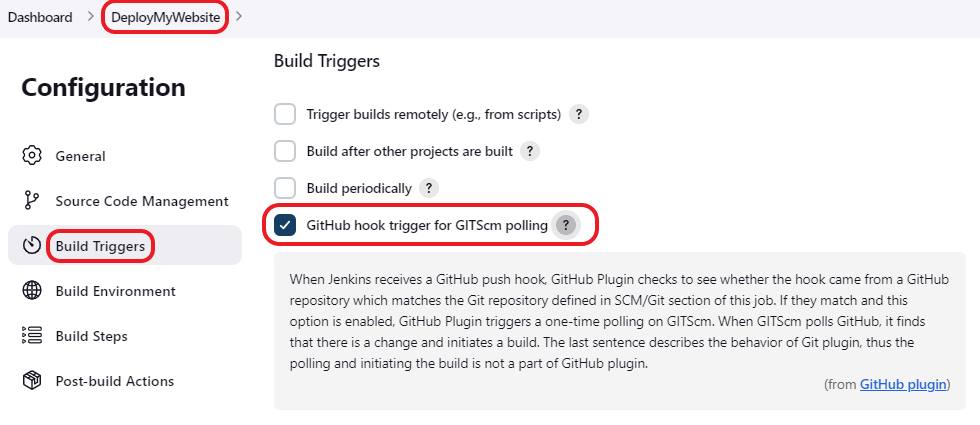 Dashboard > DeployMyWebsite >
Configuration
General
Source Code Management
Build Triggers
Build Environment
Build Steps
Post-build Actions
Build Triggers
Trigger builds remotely (e.g., from scripts) ?
Build after other projects are built ?
Build periodically ?
GitHub hook trigger for GITScm polling ?
When Jenkins receives a GitHub push hook, GitHub Plugin checks to see whether the hook came from a GitHub
repository which matches the Git repository defined in SCM/Git section of this job. If they match and this
option is enabled, GitHub Plugin triggers a one-time polling on GITScm. When GITScm polls GitHub, it finds
that there is a change and initiates a build. The last sentence describes the behavior of Git plugin, thus the
polling and initiating the build is not a part of GitHub plugin.
(from GitHub plugin)